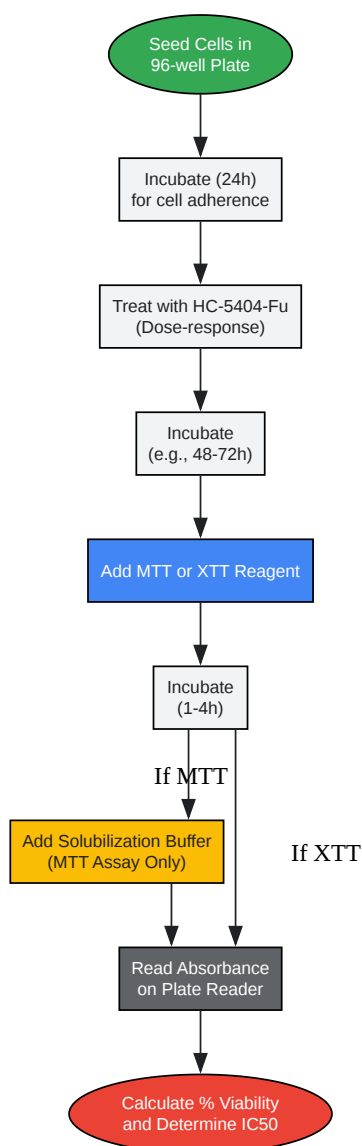 Seed Cells in
96-well Plate
Incubate (24h)
for cell adherence
Treat with HC-5404-Fu
(Dose-response)
Incubate
(e.g., 48-72h)
Add MTT or XTT Reagent
Incubate
(1-4h)
If MTT
Add Solubilization Buffer
(MTT Assay Only)
If XTT
Read Absorbance
on Plate Reader
Calculate % Viability
and Determine IC50